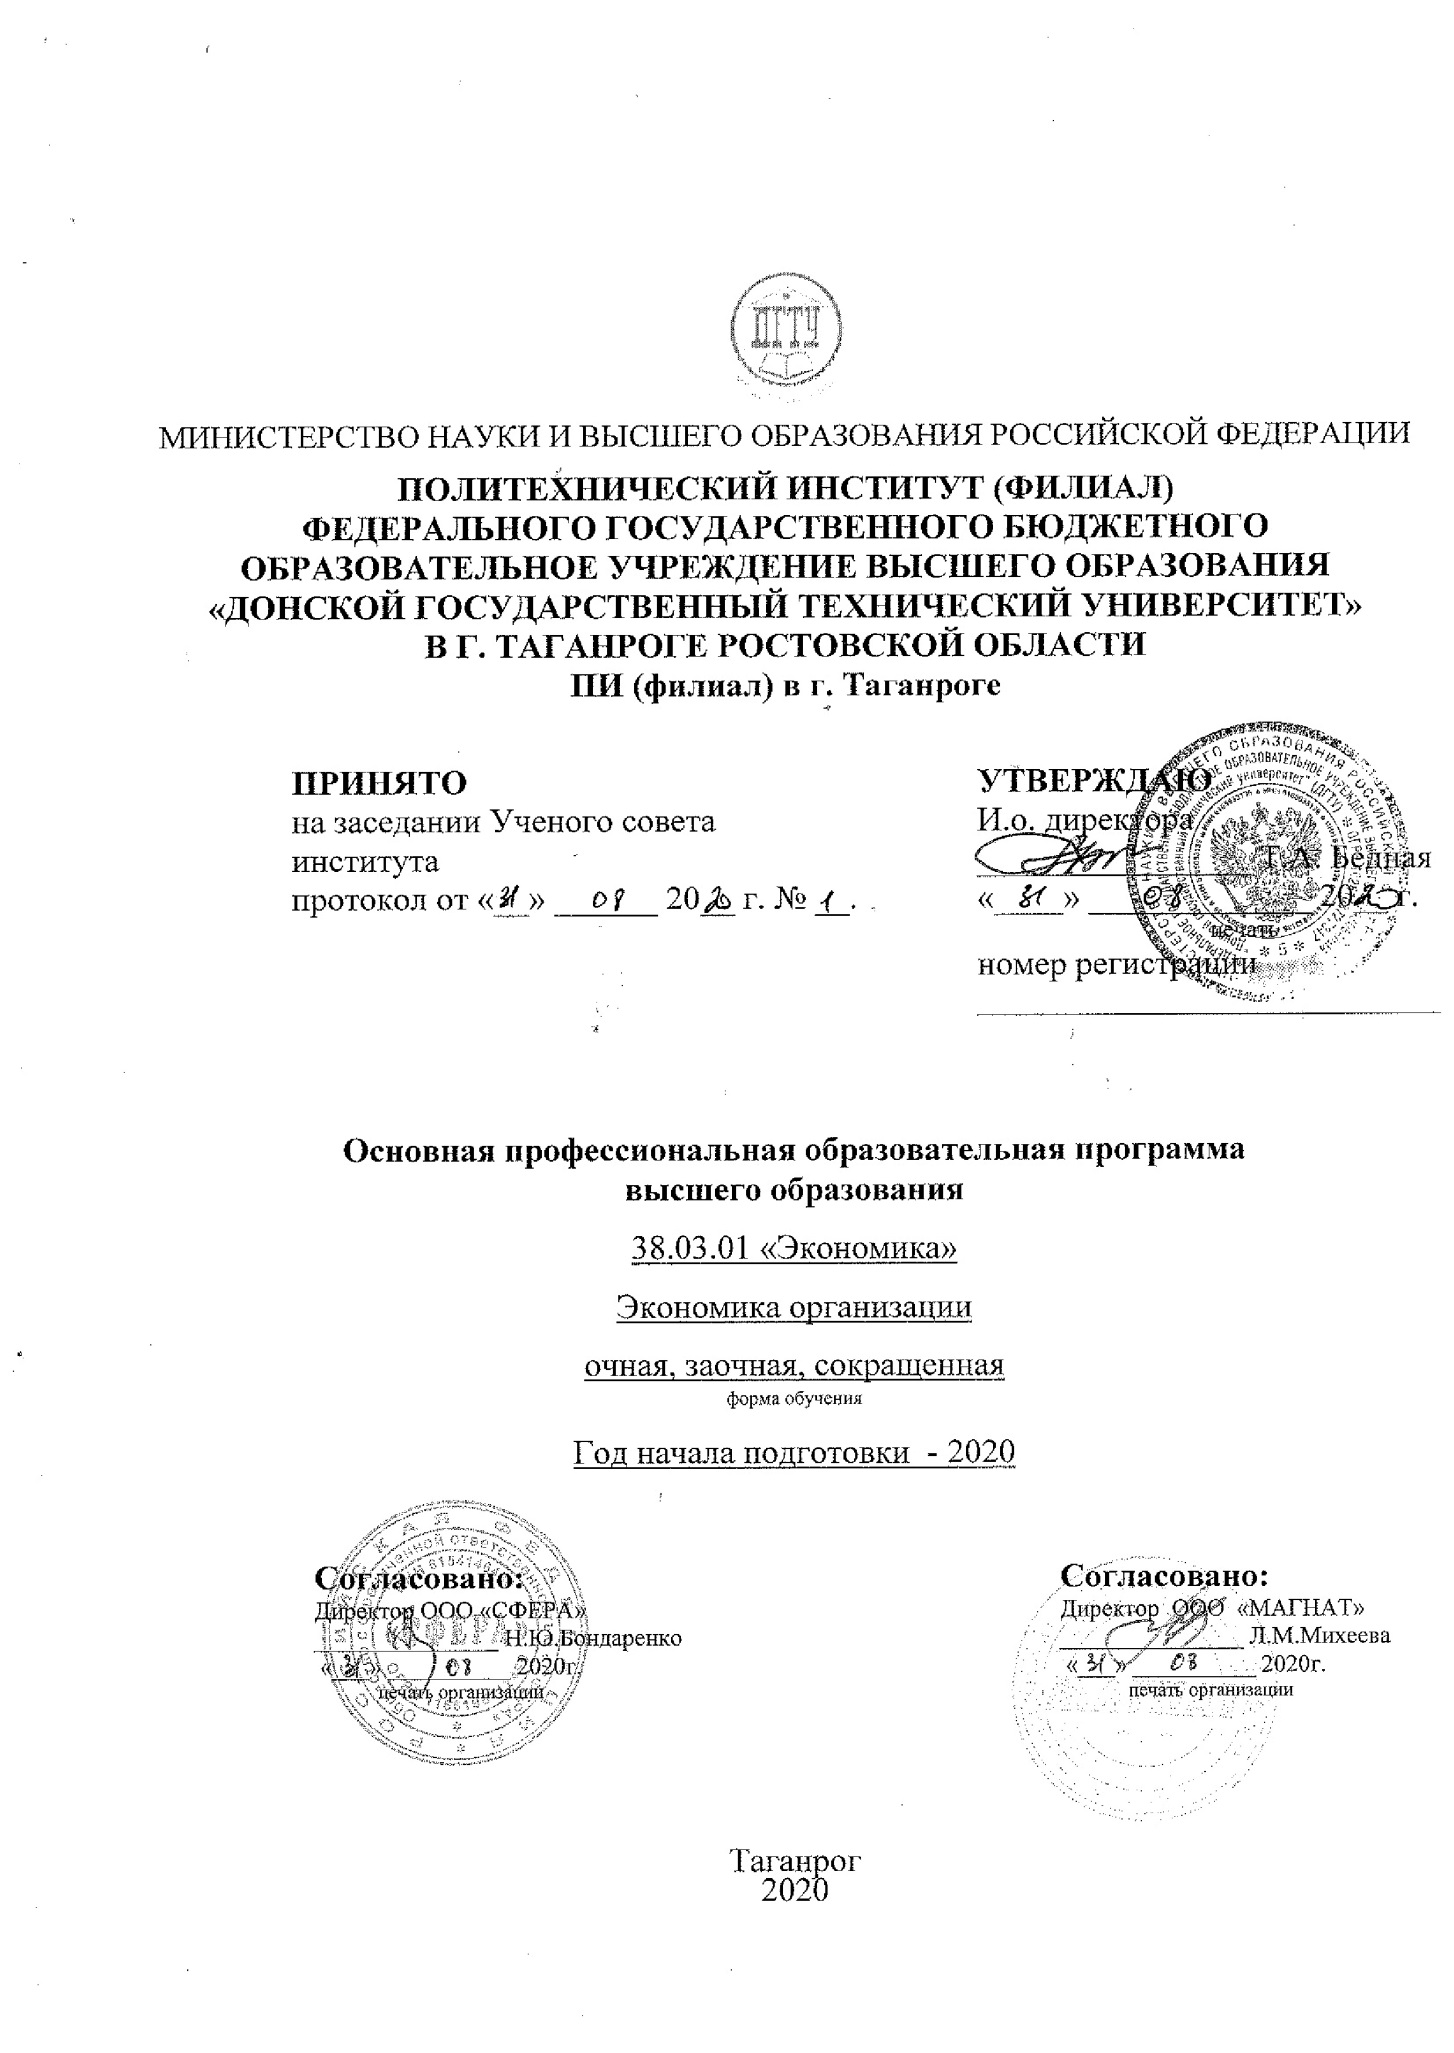 ДГТУ
МИНИСТЕРСТВО НАУКИ И ВЫСШЕГО ОБРАЗОВАНИЯ РОССИЙСКОЙ ФЕДЕРАЦИИ
ПОЛИТЕХНИЧЕСКИЙ ИНСТИТУТ (ФИЛИАЛ)
ФЕДЕРАЛЬНОГО ГОСУДАРСТВЕННОГО БЮДЖЕТНОГО
ОБРАЗОВАТЕЛЬНОЕ УЧРЕЖДЕНИЕ ВЫСШЕГО ОБРАЗОВАНИЯ
«ДОНСКОЙ ГОСУДАРСТВЕННЫЙ ТЕХНИЧЕСКИЙ УНИВЕРСИТЕТ»
В Г. ТАГАНРОГЕ РОСТОВСКОЙ ОБЛАСТИ
ПИ (филиал) в г. Таганроге
ПРИНЯТО
на заседании Ученого совета
института
протокол от «31» 08 2020 г. № 1.
УТВЕРЖДАЮ
И.о. директора
Т.А. Бедная
«31» 08 2020г.
печать
номер регистрации
Основная профессиональная образовательная программа
высшего образования
38.03.01 «Экономика»
Экономика организации
очная, заочная, сокращенная
форма обучения
Год начала подготовки - 2020
Согласовано:
Директор ООО «СФЕРА»
Н.Ю.Бондаренко
«31» 08 2020г.
печать организации
Согласовано:
Директор ООО «МАГНАТ»
Л.М.Михеева
«31» 08 2020г.
печать организации
Таганрог
2020